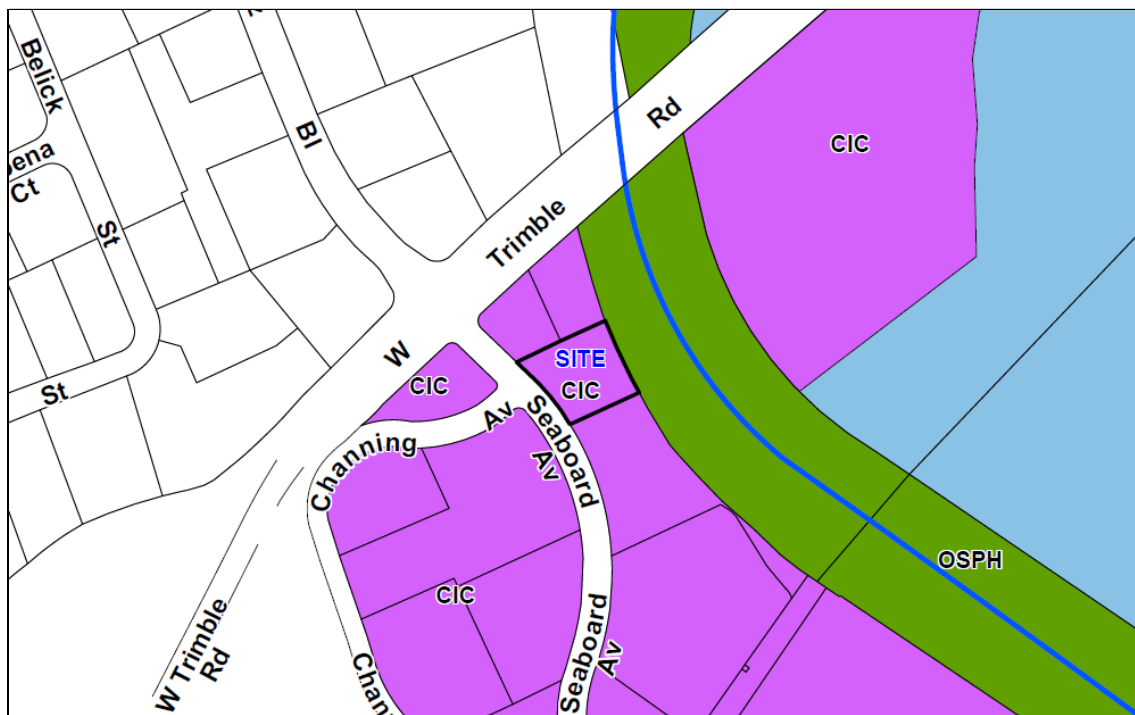 Belick
St
Bl
ena
Ct
St
Trimble
Rd
W
CIC
SITE
CIC
CIC
Channing
Av
Seaboard
Av
CIC
OSPH
W Trimble
Rd
Chann
Seaboard
Av